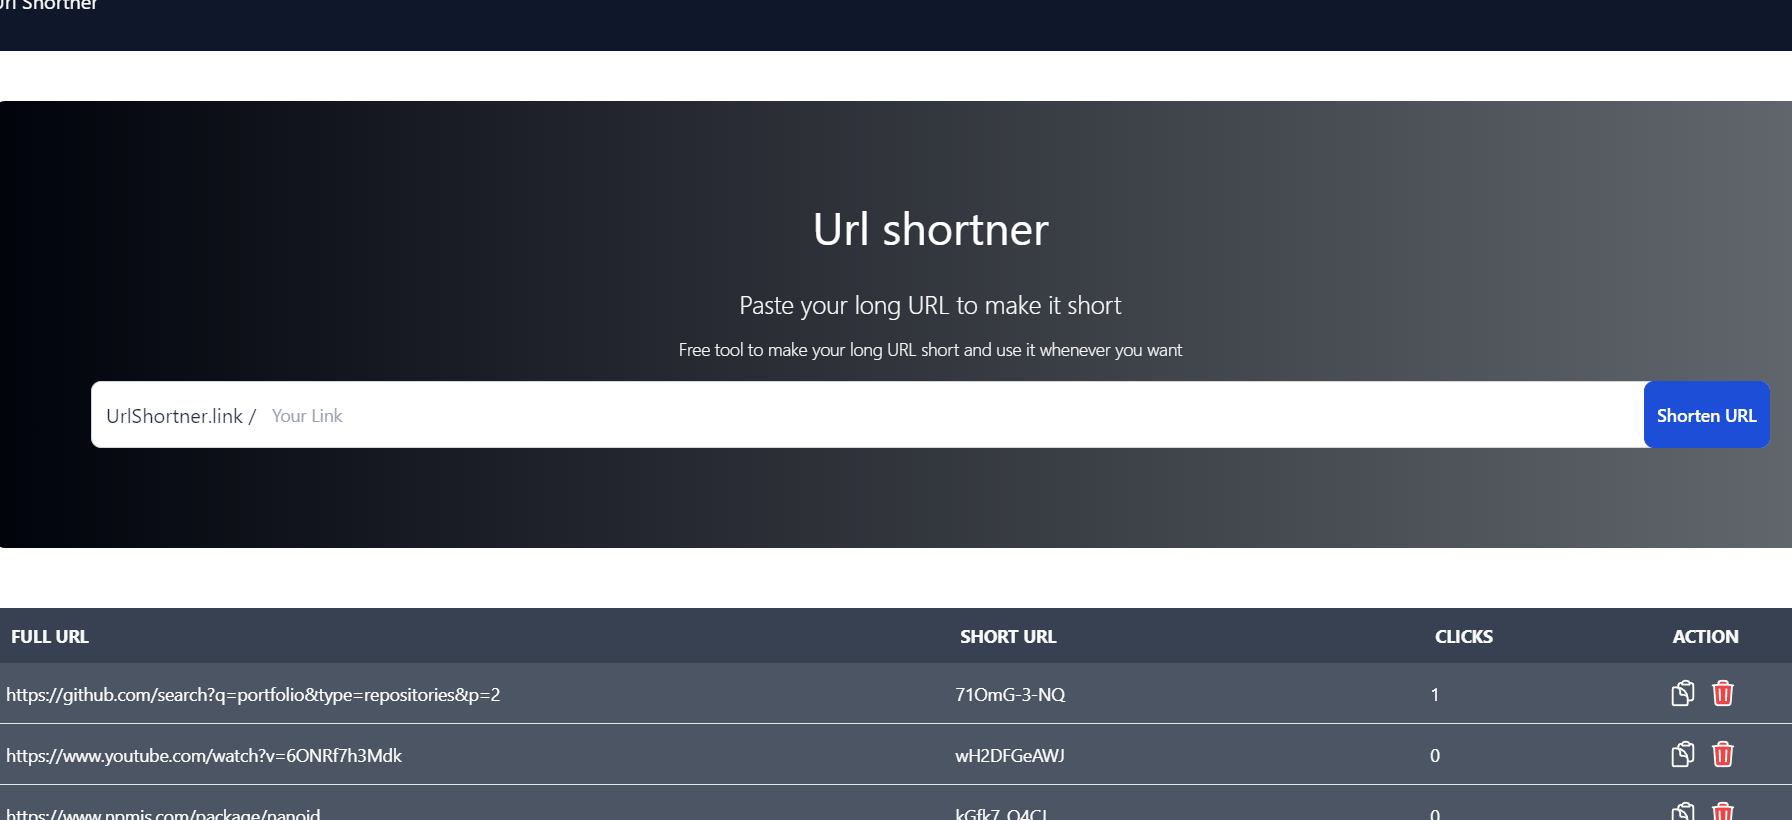 Url Shortner
Url shortner
Paste your long URL to make it short
Free tool to make your long URL short and use it whenever you want
UrlShortner.link / Your Link Shorten URL
FULL URL SHORT URL CLICKS ACTION
https://github.com/search?q=portfolio&type=repositories&p=2 71OmG-3-NQ 1
https://www.youtube.com/watch?v=6ONRf7h3Mdk wH2DFGeAWJ 0
https://www.npmjs.com/package/nanoid 0